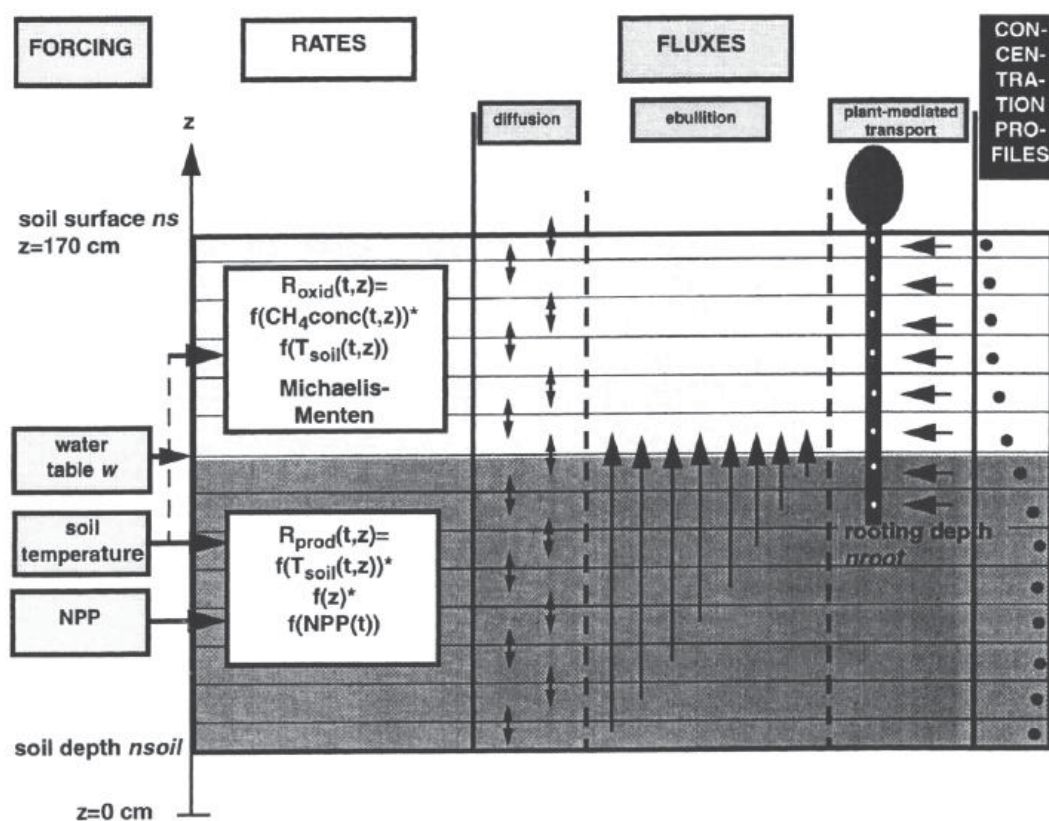 FORCING
RATES
FLUXES
CON-
CEN-
TRA-
TION
PRO-
FILES
diffusion
ebullition
plant-mediated
transport
z
soil surface ns
z=170 cm
R_oxid(t,z)=
f(CH_4conc(t,z))*
f(T_soil(t,z))
Michaelis-
Menten
water
table w
soil
temperature
NPP
R_prod(t,z)=
f(T_soil(t,z))*
f(z)*
f(NPP(t))
rooting depth
nroot
soil depth nsoil
z=0 cm